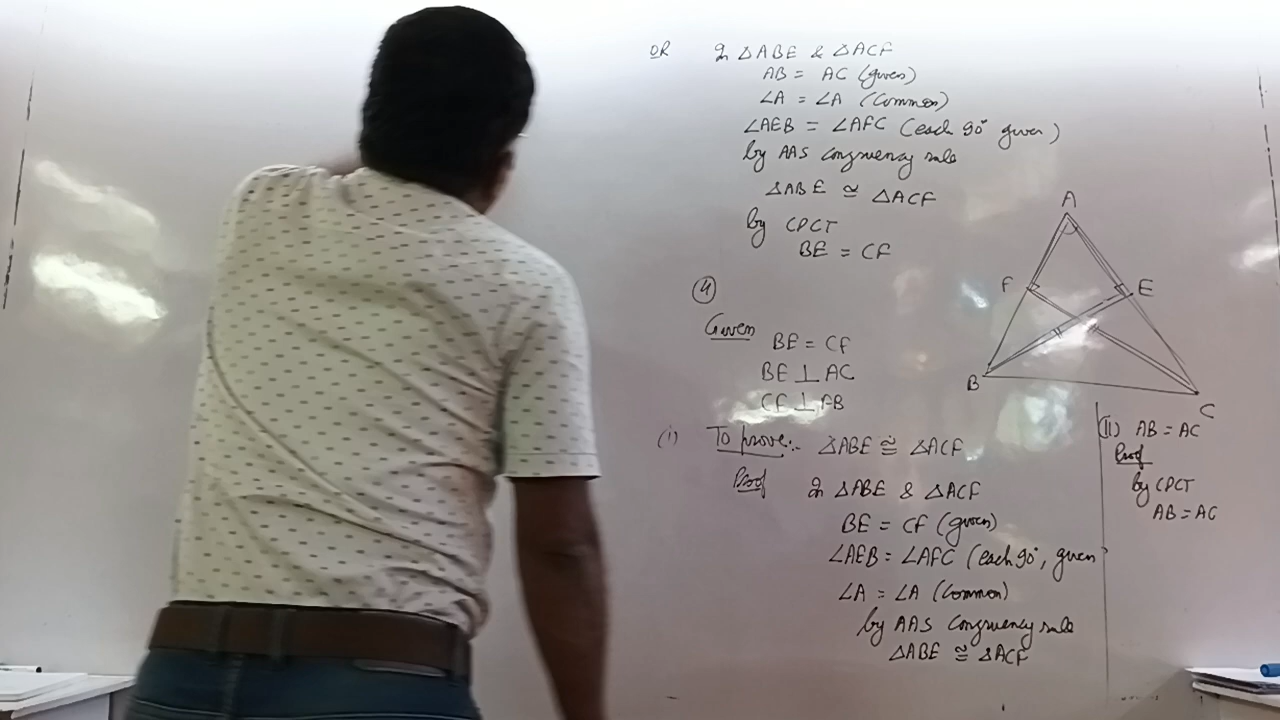 OR In △ABE & △ACF
AB = AC (given)
∠A = ∠A (Common)
∠AEB = ∠AFC (each 90° given)
by AAS congruency rule
△ABE ≅ △ACF
by CPCT
BE = CF
A
F
E
B
C
④
Given
BE = CF
BE ⊥ AC
CF ⊥ AB
(i) To prove:- △ABE ≅ △ACF
Proof In △ABE & △ACF
BE = CF (given)
∠AEB = ∠AFC (each 90°, given
∠A = ∠A (Common)
by AAS Congruency rule
△ABE ≅ △ACF
(II) AB = AC
Proof
by CPCT
AB = AC